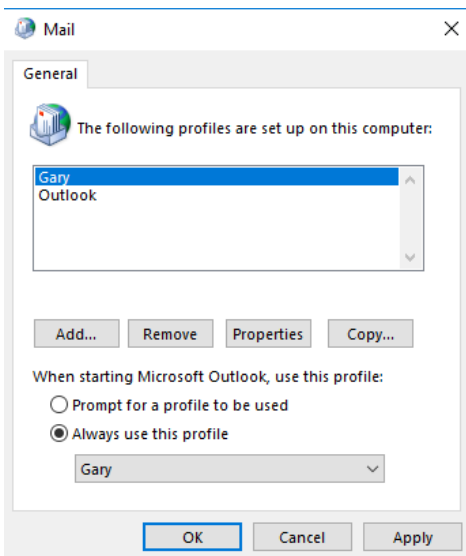 Mail
General
The following profiles are set up on this computer:
Gary
Outlook
Add... Remove Properties Copy...
When starting Microsoft Outlook, use this profile:
Prompt for a profile to be used
Always use this profile
Gary
OK Cancel Apply